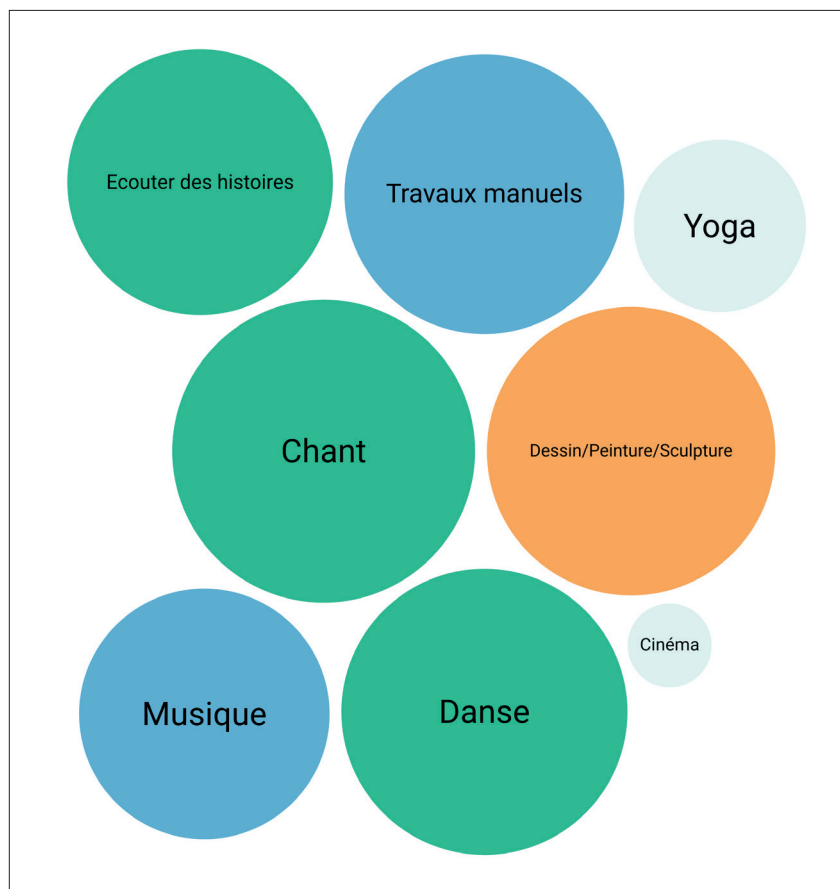 Ecouter des histoires
Travaux manuels
Yoga
Chant
Dessin/Peinture/Sculpture
Cinéma
Musique
Danse